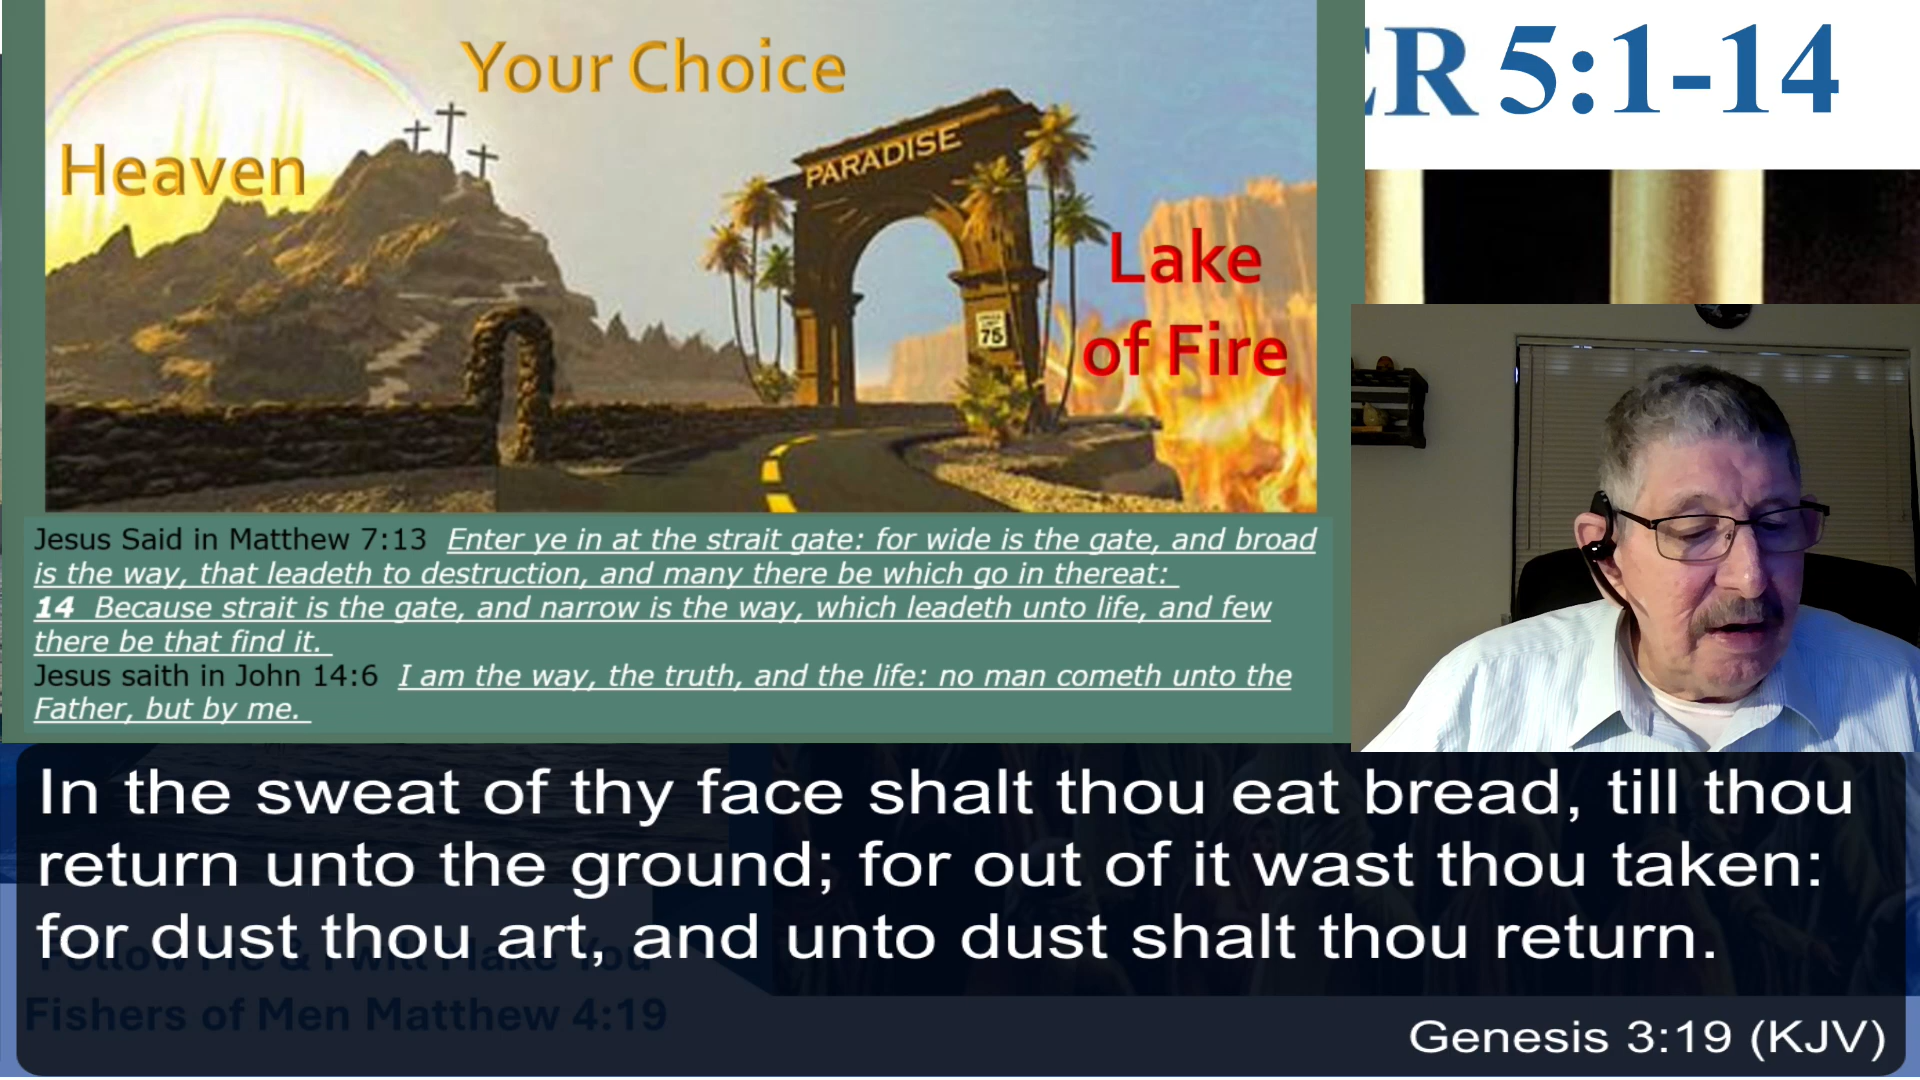 Your Choice
Heaven
PARADISE
Lake
of Fire
75
ER 5:1-14
Jesus Said in Matthew 7:13 Enter ye in at the strait gate: for wide is the gate, and broad
is the way, that leadeth to destruction, and many there be which go in thereat:
14 Because strait is the gate, and narrow is the way, which leadeth unto life, and few
there be that find it.
Jesus saith in John 14:6 I am the way, the truth, and the life: no man cometh unto the
Father, but by me.
In the sweat of thy face shalt thou eat bread, till thou
return unto the ground; for out of it wast thou taken:
for dust thou art, and unto dust shalt thou return.
Follow Me & I will Make You
Fishers of Men Matthew 4:19
Genesis 3:19 (KJV)